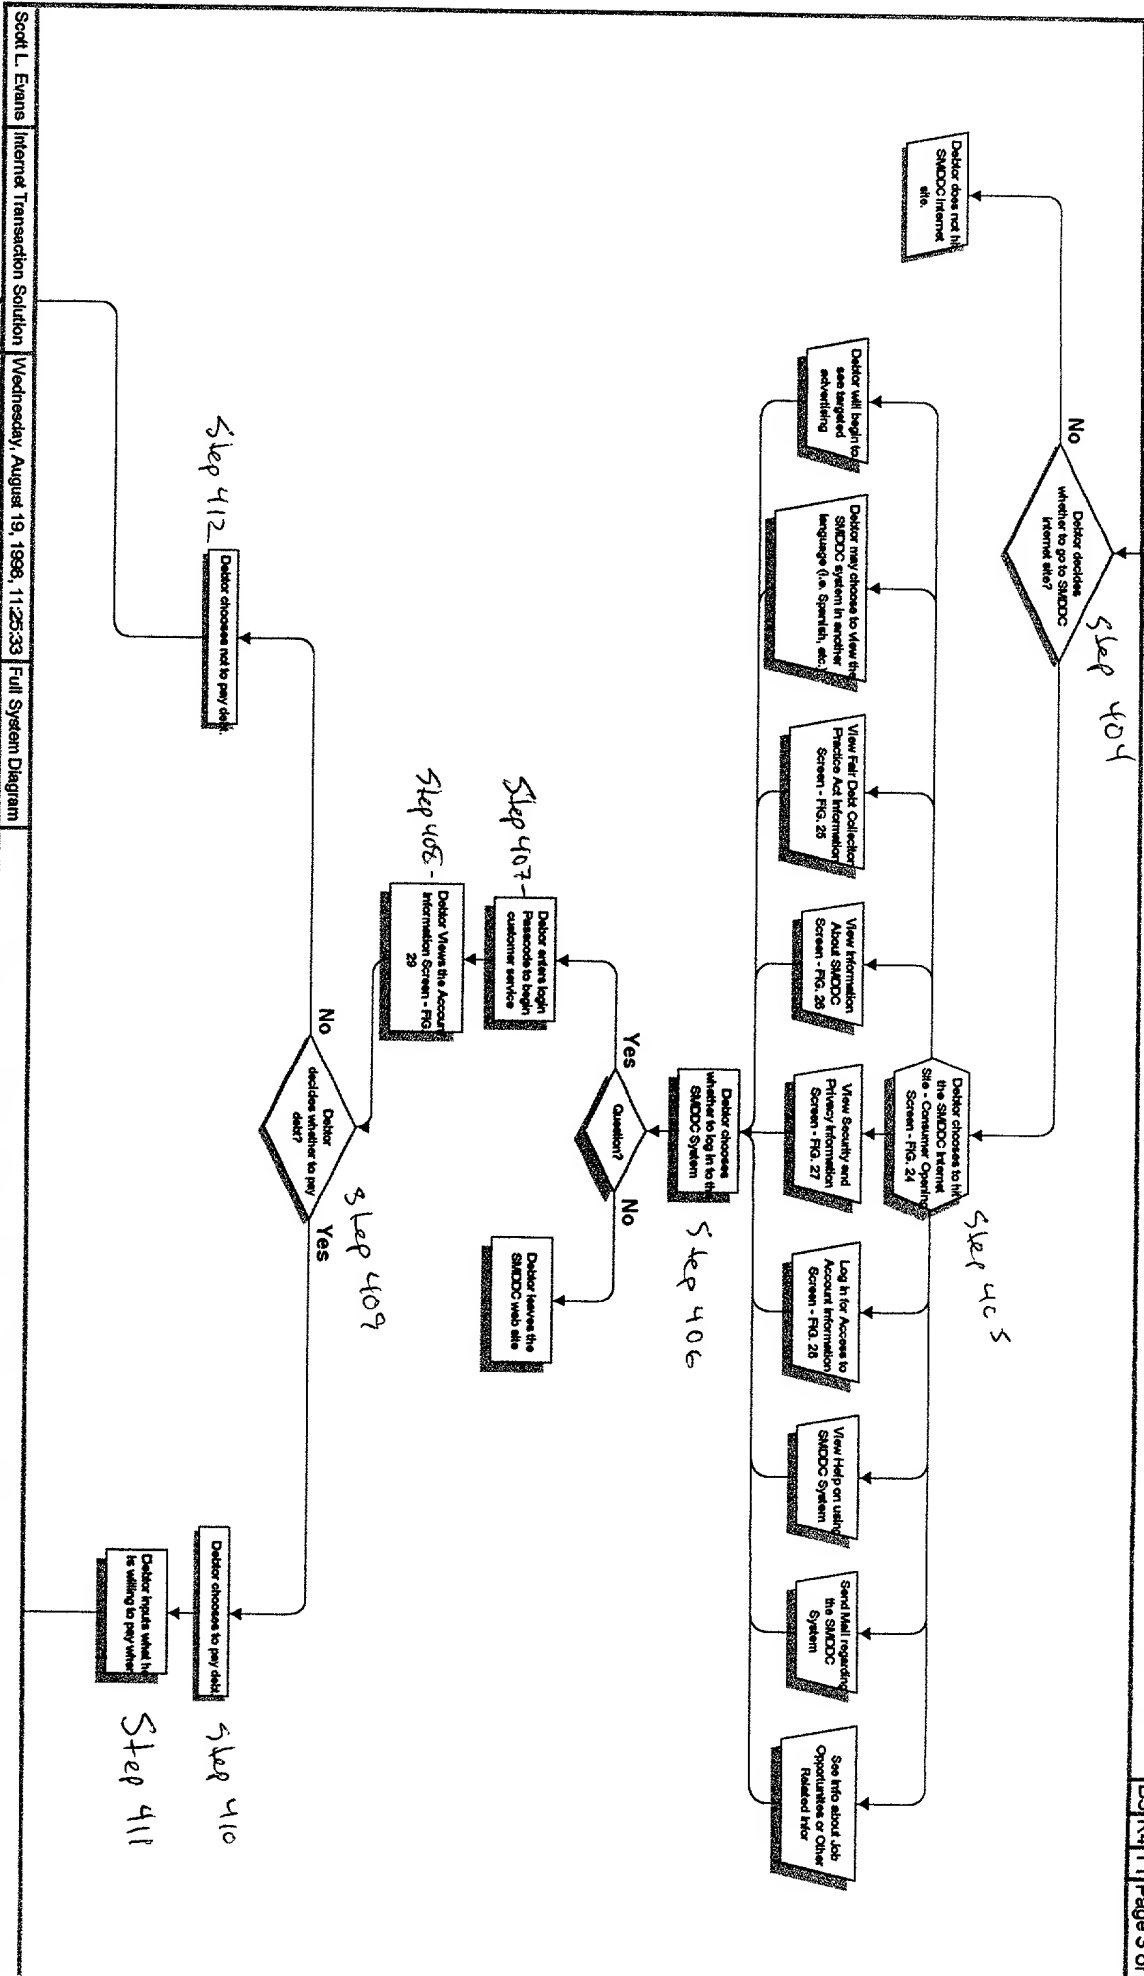 Page 3 of
Debtor decides
whether to go to SMDDC
internet site?
Step 404
No
Debtor does not hit
SMDDC Internet
site.
Debtor chooses to hit
the SMDDC Internet
Site - Consumer Opening
Screen - FIG. 24
Step 405
Debtor will begin to
see targeted
advertising
Debtor may choose to view the
SMDDC system in another
language (i.e. Spanish, etc.)
View Fair Debt Collection
Practice Act Information
Screen - FIG. 25
View Information
About SMDDC
Screen - FIG. 26
View Security and
Privacy Information
Screen - FIG. 27
Log in for Access to
Account Information
Screen - FIG. 28
View Help on using
SMDDC System
Send Mail regarding
the SMDDC
System
See Info about Job
Opportunites or Other
Related Infor
Debtor chooses
whether to log in to the
SMDDC System
Step 406
Question?
Yes
No
Step 407-
Debor enters login
Passcode to begin
customer service
Debtor leaves the
SMDDC web site
Step 408-
Debtor Views the Account
Information Screen - FIG.
29
Debtor
decides whether to pay
debt?
Step 409
No
Yes
Step 412
Debtor chooses not to pay debt.
Debtor chooses to pay debt.
Step 410
Debtor inputs what he
is willing to pay when
Step 411
Scott L. Evans Internet Transaction Solution Wednesday, August 19, 1998, 11:25:33 Full System Diagram